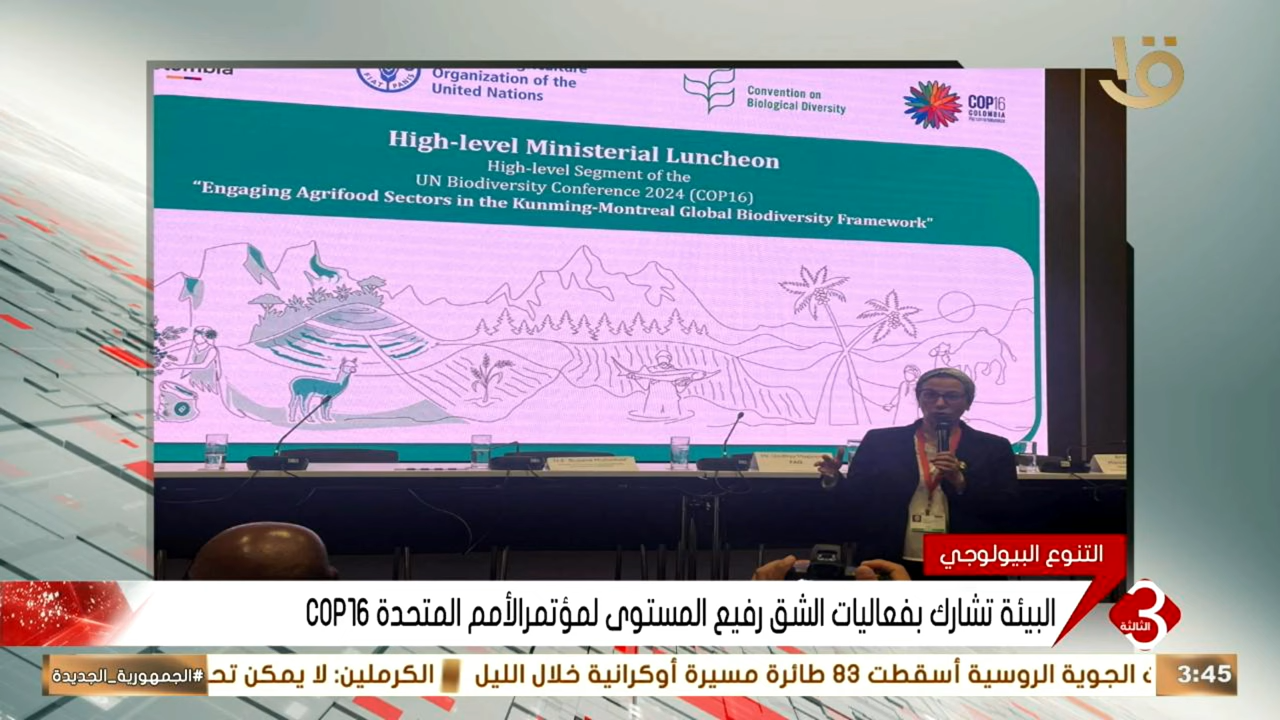 Organization of the
United Nations
FIAT PANIS
Convention on
Biological Diversity
COP16
COLOMBIA
High-level Ministerial Luncheon
High-level Segment of the
UN Biodiversity Conference 2024 (COP16)
“Engaging Agrifood Sectors in the Kunming-Montreal Global Biodiversity Framework”
FAO
التنوع البيولوجي
البيئة تشارك بفعاليات الشق رفيع المستوى لمؤتمرالأمم المتحدة COP16
3 الثالثة
الجوية الروسية أسقطت 83 طائرة مسيرة أوكرانية خلال الليل
الكرملين: لا يمكن
#الجمهورية_الجديدة
3:45